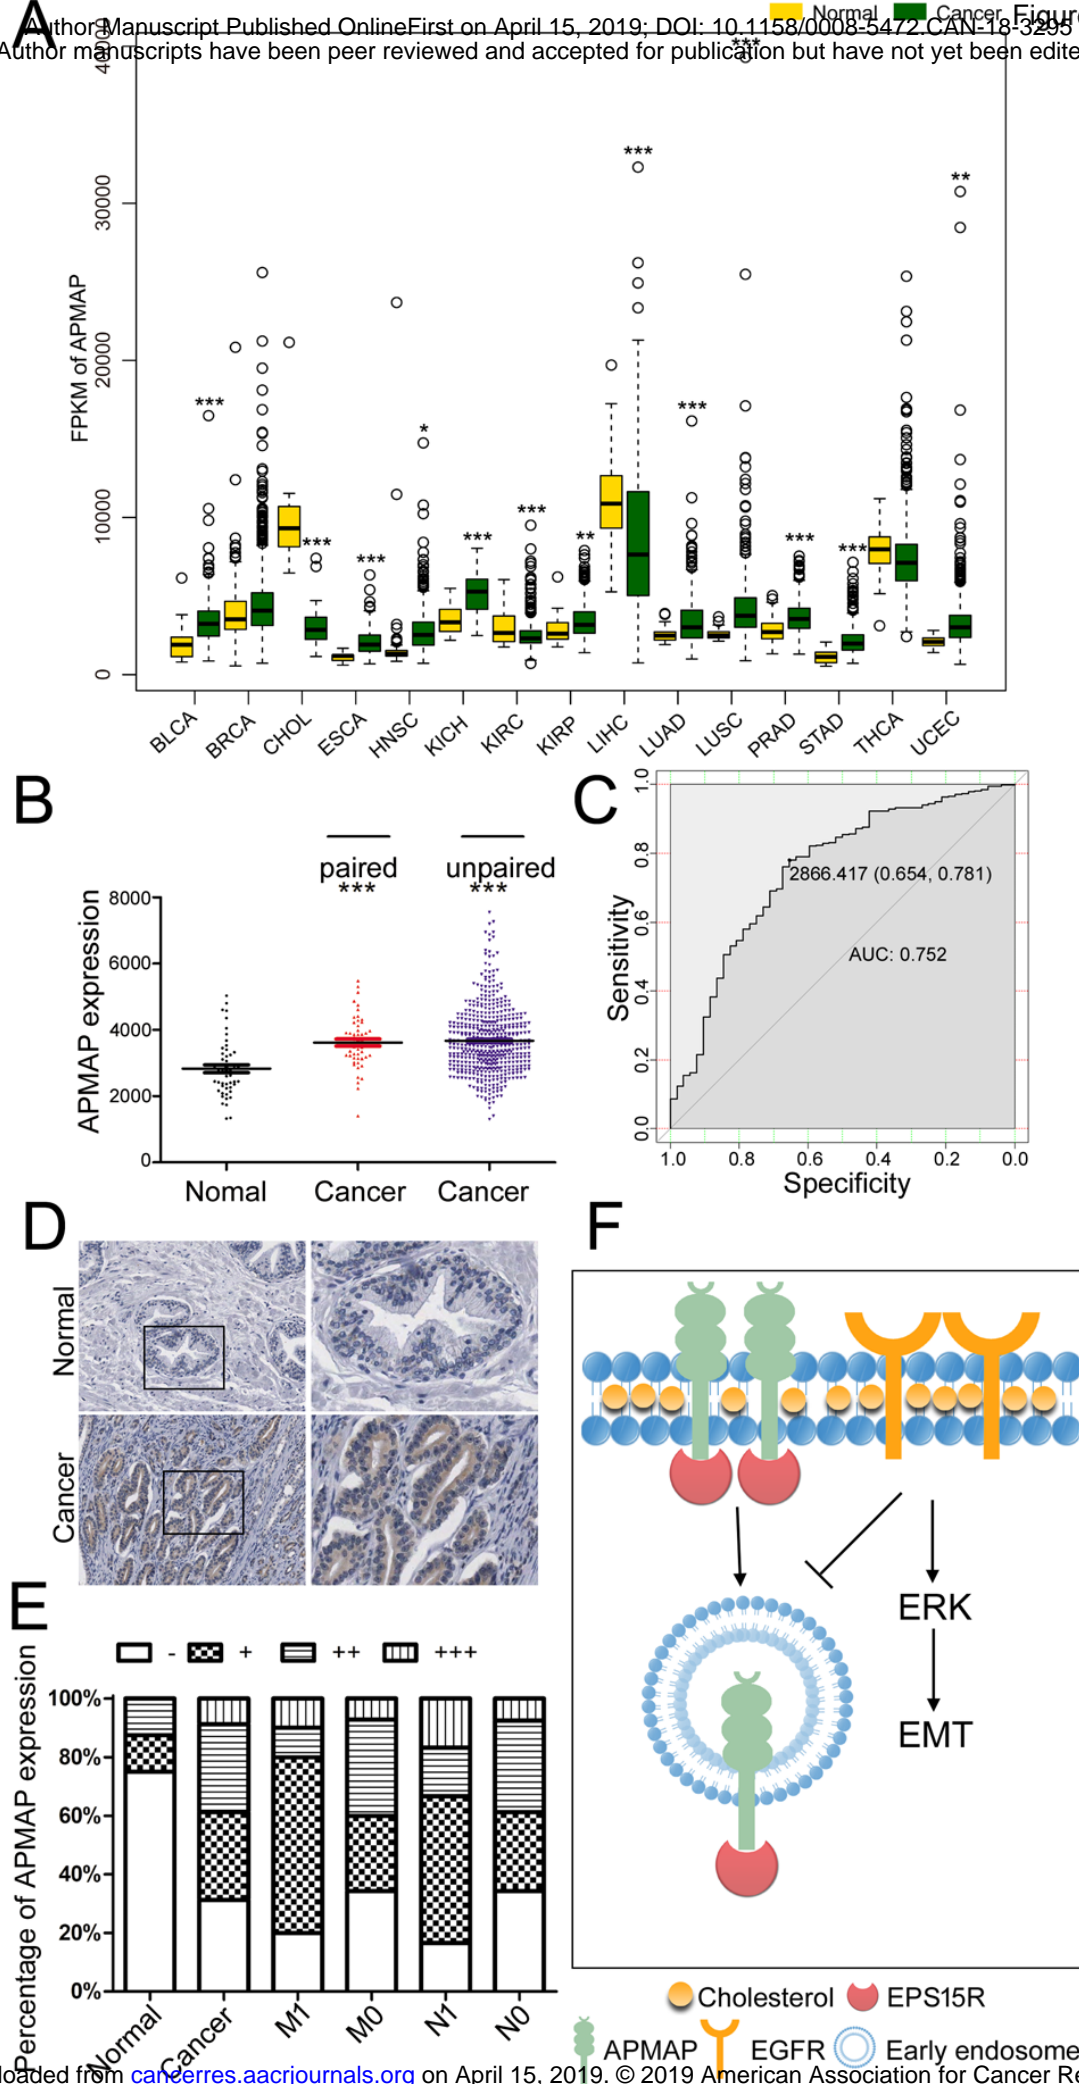 A
Normal Cancer Figure
Author Manuscript Published OnlineFirst on April 15, 2019; DOI: 10.1158/0008-5472.CAN-18-3295
Author manuscripts have been peer reviewed and accepted for publication but have not yet been edited
40000
30000
20000
10000
0
FPKM of APMAP
*** *** *** * *** *** ** *** *** *** *** *** **
BLCA BRCA CHOL ESCA HNSC KICH KIRC KIRP LIHC LUAD LUSC PRAD STAD THCA UCEC
B
paired unpaired
*** ***
APMAP expression
8000
6000
4000
2000
0
Nomal Cancer Cancer
C
Sensitivity
1.0
0.8
0.6
0.4
0.2
0.0
2866.417 (0.654, 0.781)
AUC: 0.752
1.0 0.8 0.6 0.4 0.2 0.0
Specificity
D
Normal
Cancer
E
- + ++ +++
Percentage of APMAP expression
100%
80%
60%
40%
20%
0%
Normal Cancer M1 M0 N1 N0
F
ERK
EMT
Cholesterol EPS15R
APMAP EGFR Early endosome
loaded from cancerres.aacrjournals.org on April 15, 2019. © 2019 American Association for Cancer Re